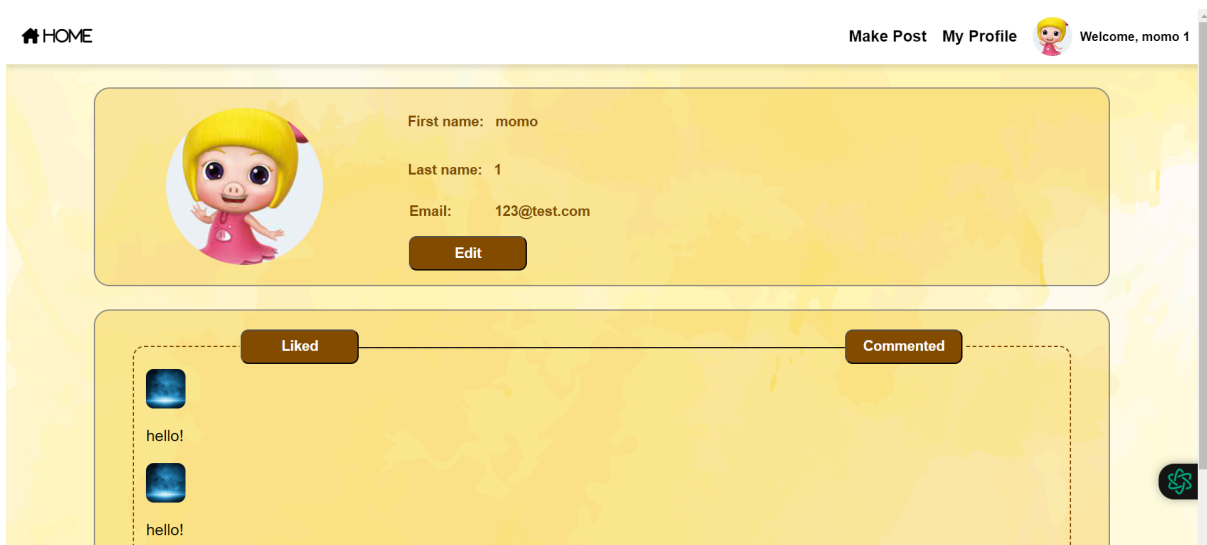 HOME
Make Post My Profile Welcome, momo 1
First name: momo
Last name: 1
Email: 123@test.com
Edit
Liked Commented
hello!
hello!